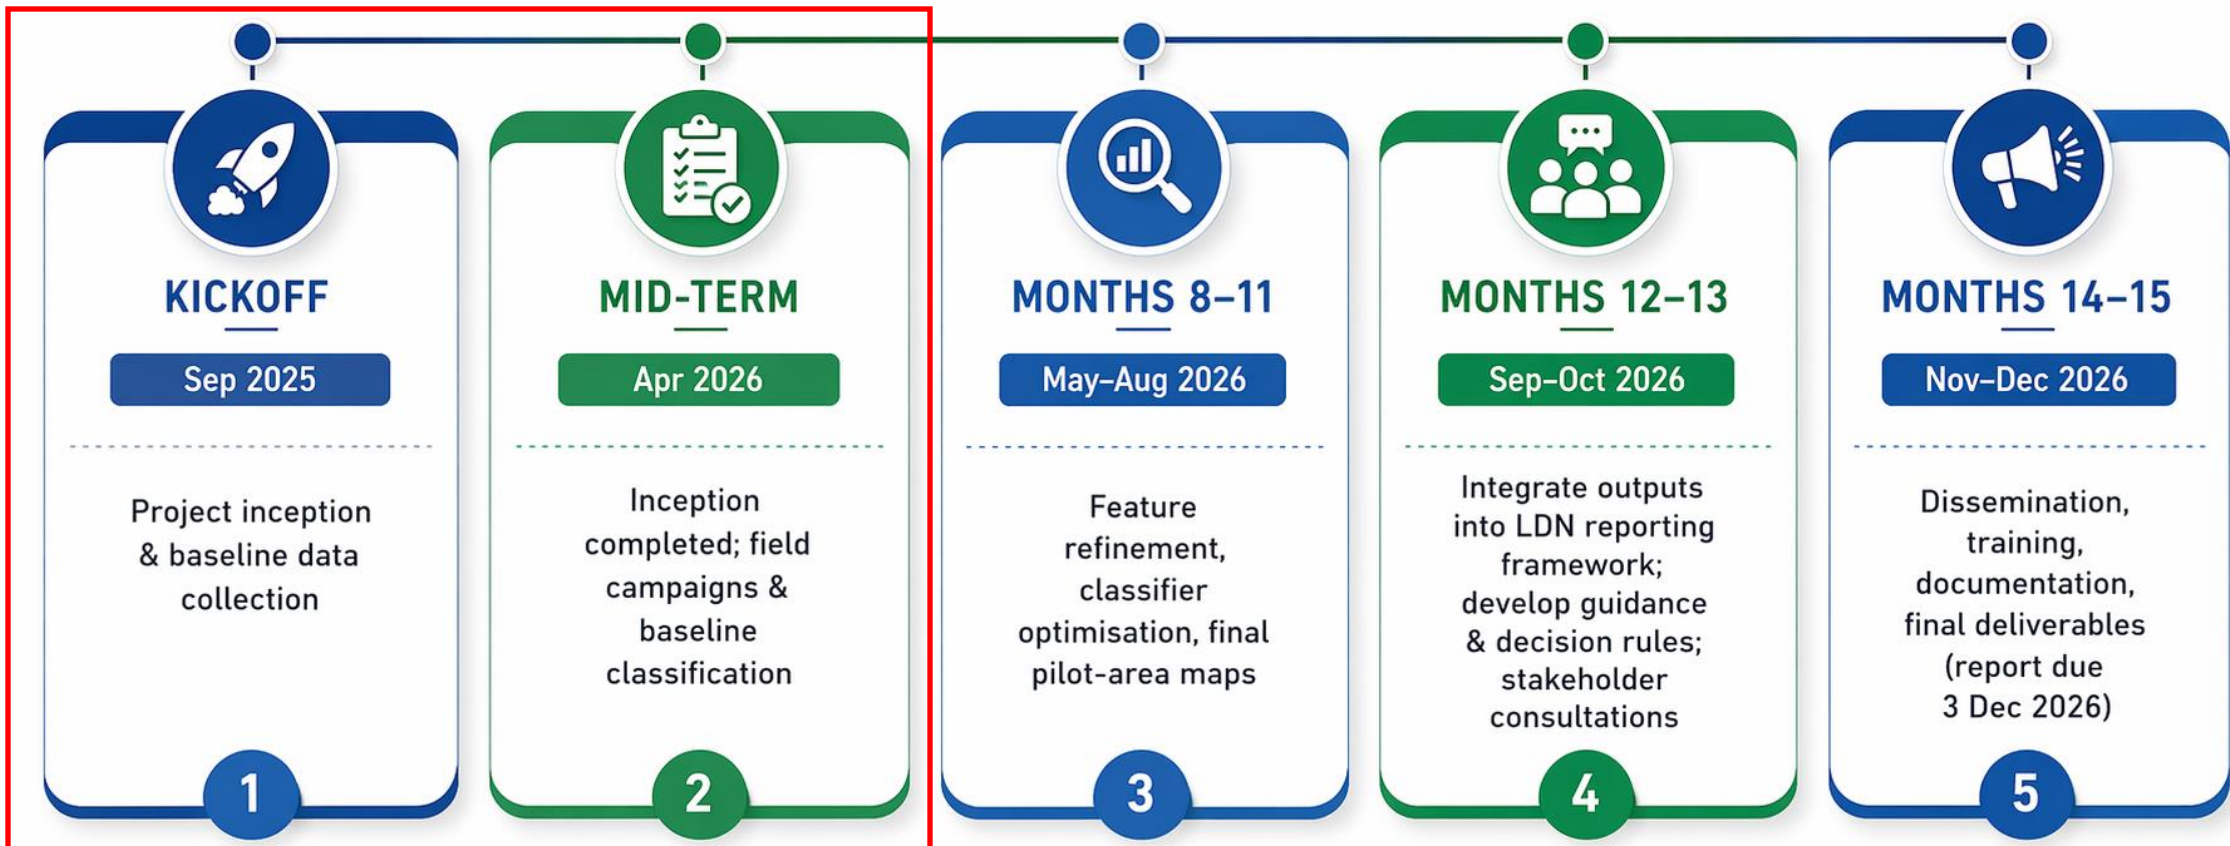 KICKOFF
Sep 2025
Project inception
& baseline data
collection
1
MID-TERM
Apr 2026
Inception
completed; field
campaigns &
baseline
classification
2
MONTHS 8–11
May–Aug 2026
Feature
refinement,
classifier
optimisation, final
pilot-area maps
3
MONTHS 12–13
Sep–Oct 2026
Integrate outputs
into LDN reporting
framework;
develop guidance
& decision rules;
stakeholder
consultations
4
MONTHS 14–15
Nov–Dec 2026
Dissemination,
training,
documentation,
final deliverables
(report due
3 Dec 2026)
5